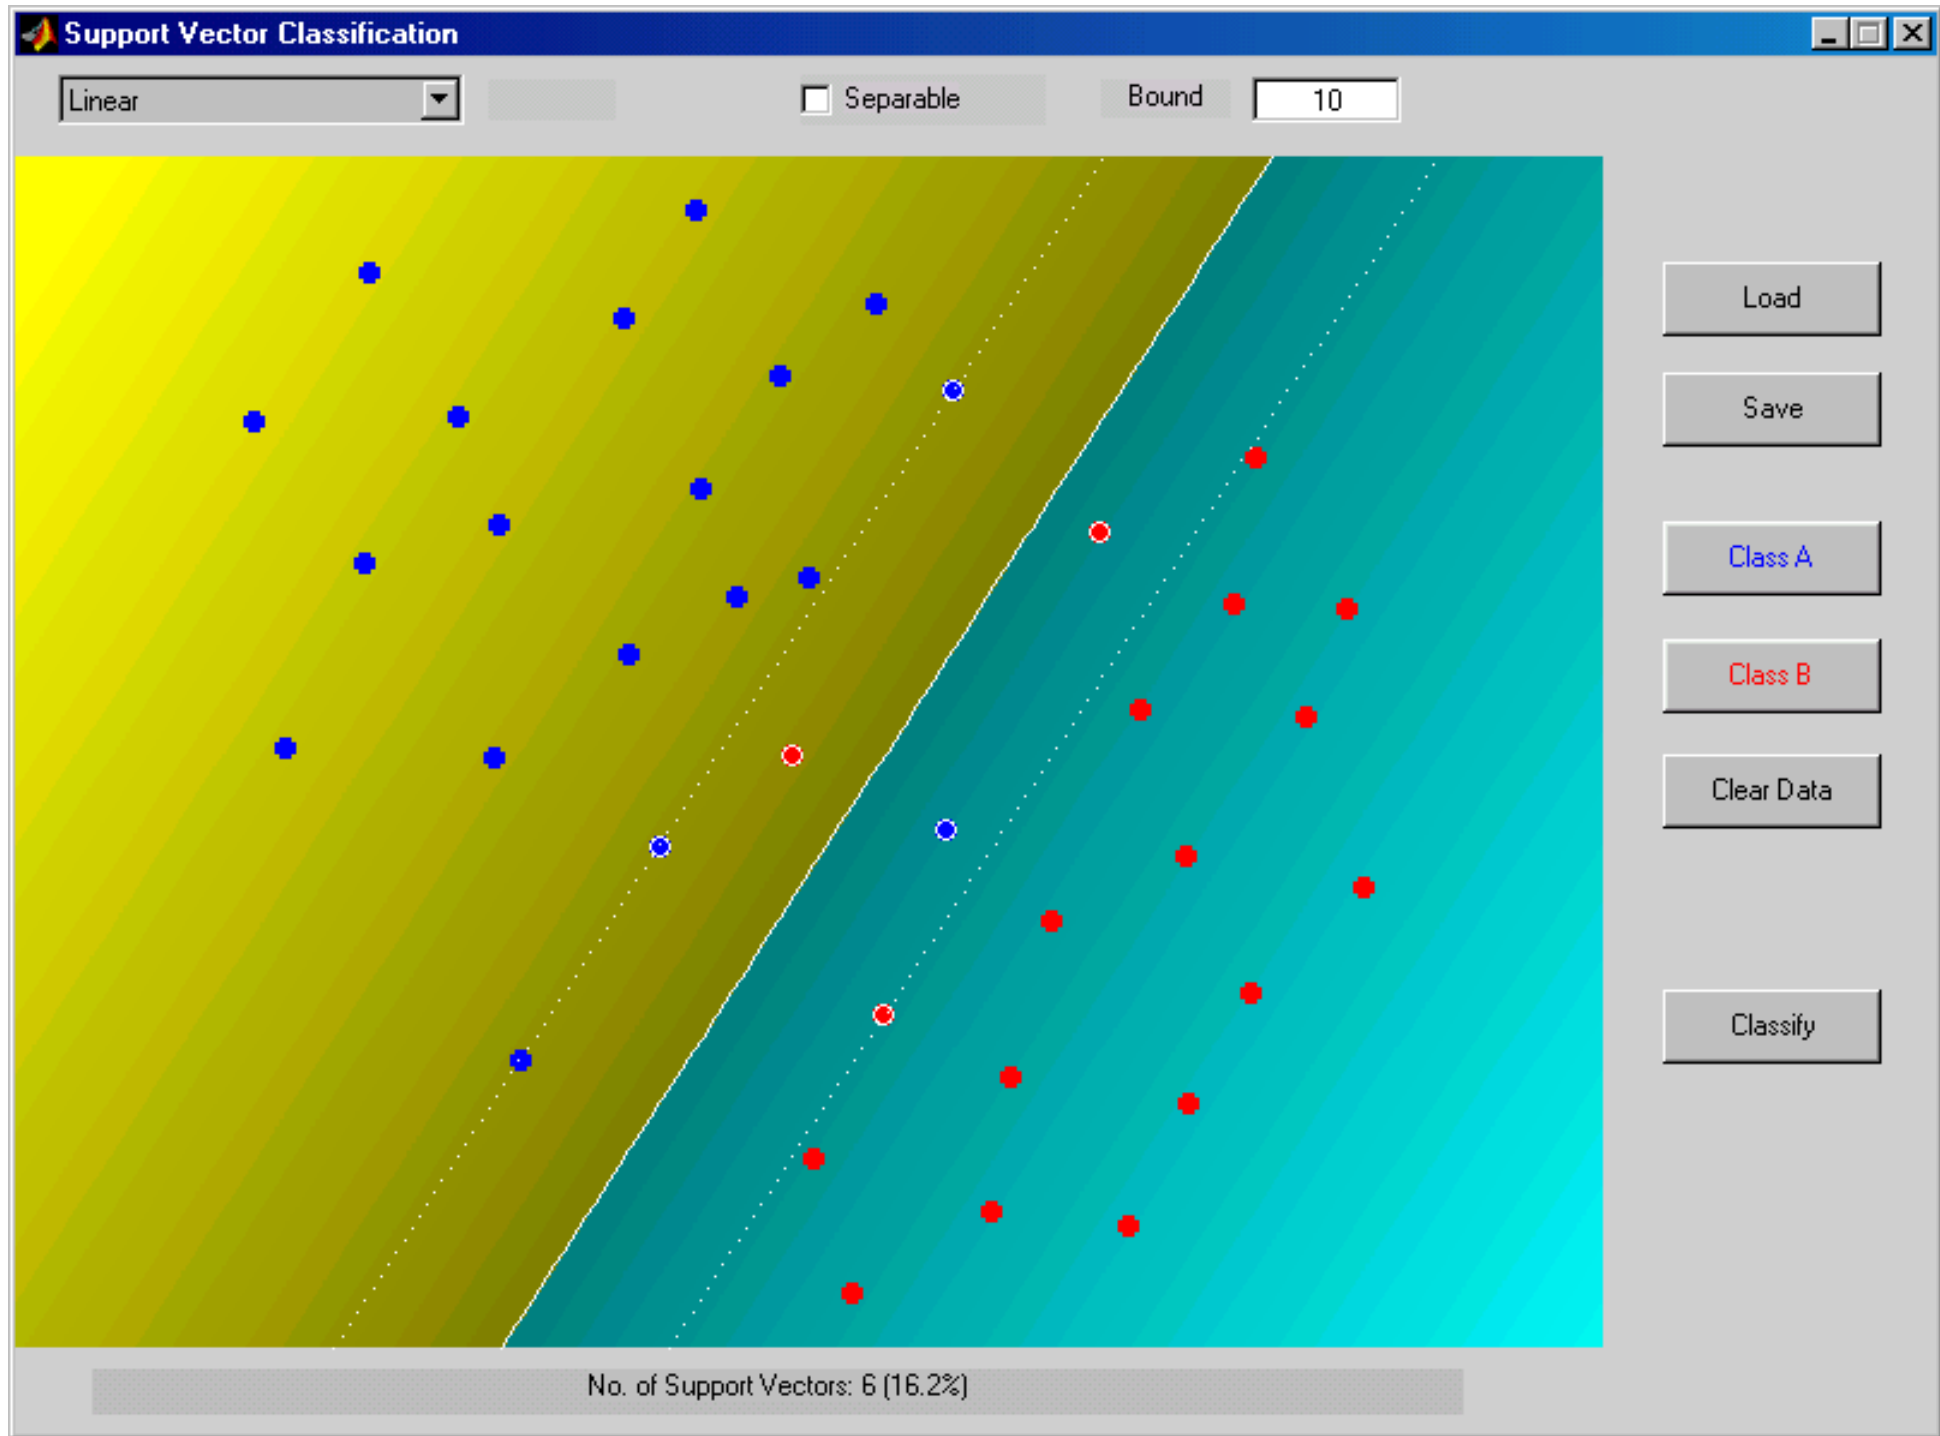 Support Vector Classification
Linear
Separable
Bound
10
Load
Save
Class A
Class B
Clear Data
Classify
No. of Support Vectors: 6 (16.2%)